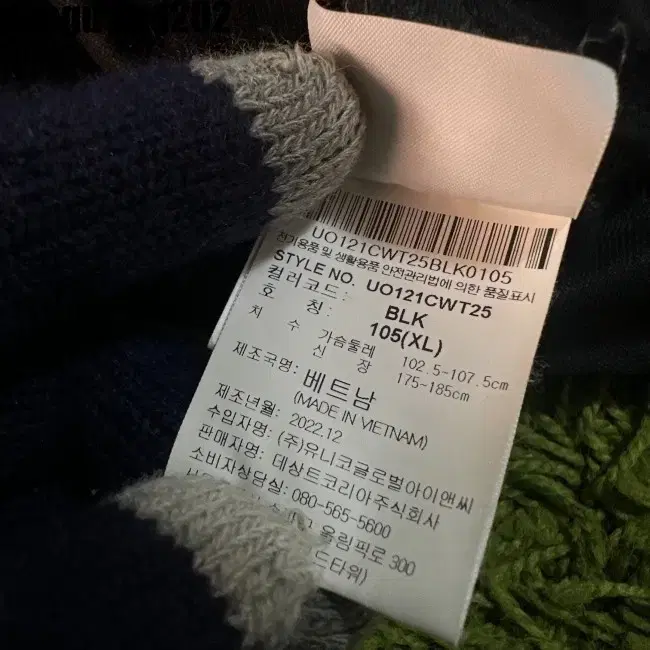 202
UO121CWT25BLK0105
전기용품 및 생활용품 안전관리법에 의한 품질표시
STYLE NO. UO121CWT25
컬러코드: BLK
호 칭: 105(XL)
치 수 가슴둘레 102.5-107.5cm
신 장 175-185cm
제조국명: 베트남
(MADE IN VIETNAM)
제조년월: 2022.12
수입자명: (주)유니코글로벌아이앤씨
판매자명: 데상트코리아주식회사
소비자상담실: 080-565-5600
올림픽로 300
드타워)